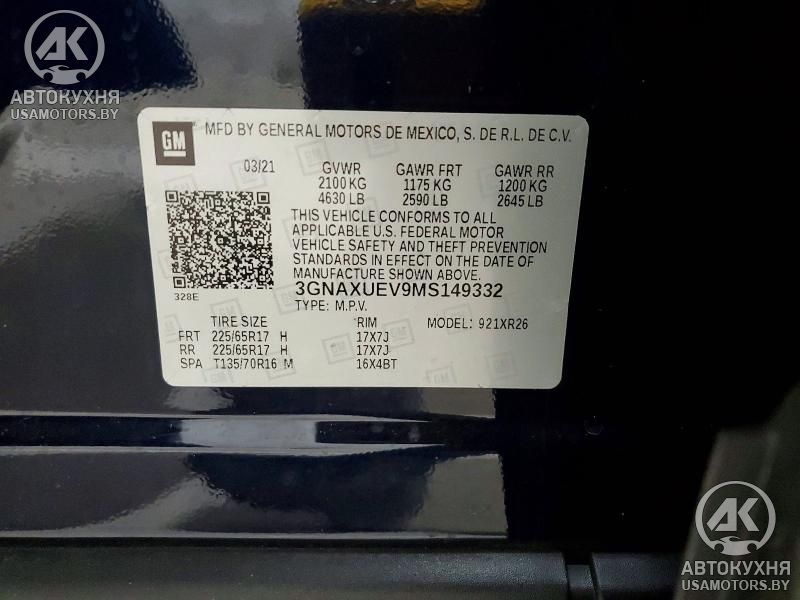 АВТОКУХНЯ
USAMOTORS.BY
GM
MFD BY GENERAL MOTORS DE MEXICO, S. DE R.L. DE C.V.
03/21 GVWR GAWR FRT GAWR RR
2100 KG 1175 KG 1200 KG
4630 LB 2590 LB 2645 LB
THIS VEHICLE CONFORMS TO ALL
APPLICABLE U.S. FEDERAL MOTOR
VEHICLE SAFETY AND THEFT PREVENTION
STANDARDS IN EFFECT ON THE DATE OF
MANUFACTURE SHOWN ABOVE.
328E
3GNAXUEV9MS149332
TYPE: M.P.V.
TIRE SIZE RIM MODEL: 921XR26
FRT 225/65R17 H 17X7J
RR 225/65R17 H 17X7J
SPA T135/70R16 M 16X4BT
АК
АВТОКУХНЯ
USAMOTORS.BY